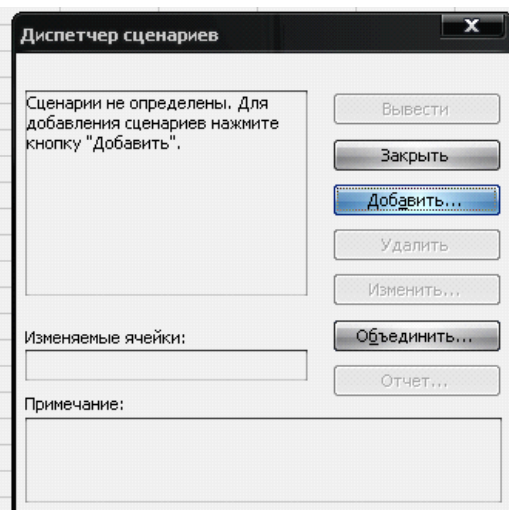 Диспетчер сценариев
X
Сценарии не определены. Для
добавления сценариев нажмите
кнопку "Добавить".
Вывести
Закрыть
Добавить...
Удалить
Изменить...
Изменяемые ячейки:
Объединить...
Отчет...
Примечание: